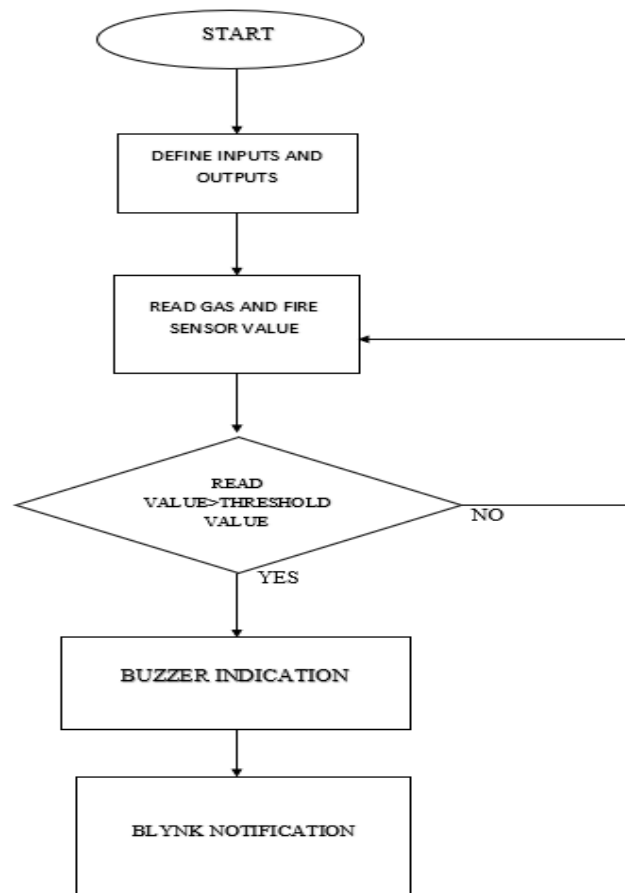 START
DEFINE INPUTS AND
OUTPUTS
READ GAS AND FIRE
SENSOR VALUE
READ
VALUE>THRESHOLD
VALUE
NO
YES
BUZZER INDICATION
BLYNK NOTIFICATION